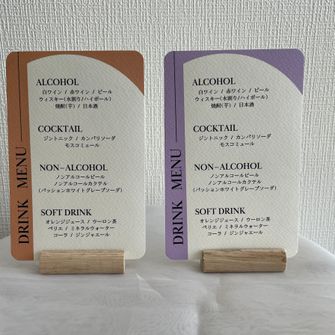 DRINK MENU
ALCOHOL
白ワイン / 赤ワイン / ビール
ウィスキー(水割り/ハイボール)
焼酎(芋) / 日本酒
COCKTAIL
ジントニック / カンパリソーダ
モスコミュール
NON-ALCOHOL
ノンアルコールビール
ノンアルコールカクテル
(パッションホワイトグレープソーダ)
SOFT DRINK
オレンジジュース / ウーロン茶
ペリエ / ミネラルウォーター
コーラ / ジンジャエール
DRINK MENU
ALCOHOL
白ワイン / 赤ワイン / ビール
ウィスキー(水割り/ハイボール)
焼酎(芋) / 日本酒
COCKTAIL
ジントニック / カンパリソーダ
モスコミュール
NON-ALCOHOL
ノンアルコールビール
ノンアルコールカクテル
(パッションホワイトグレープソーダ)
SOFT DRINK
オレンジジュース / ウーロン茶
ペリエ / ミネラルウォーター
コーラ / ジンジャエール